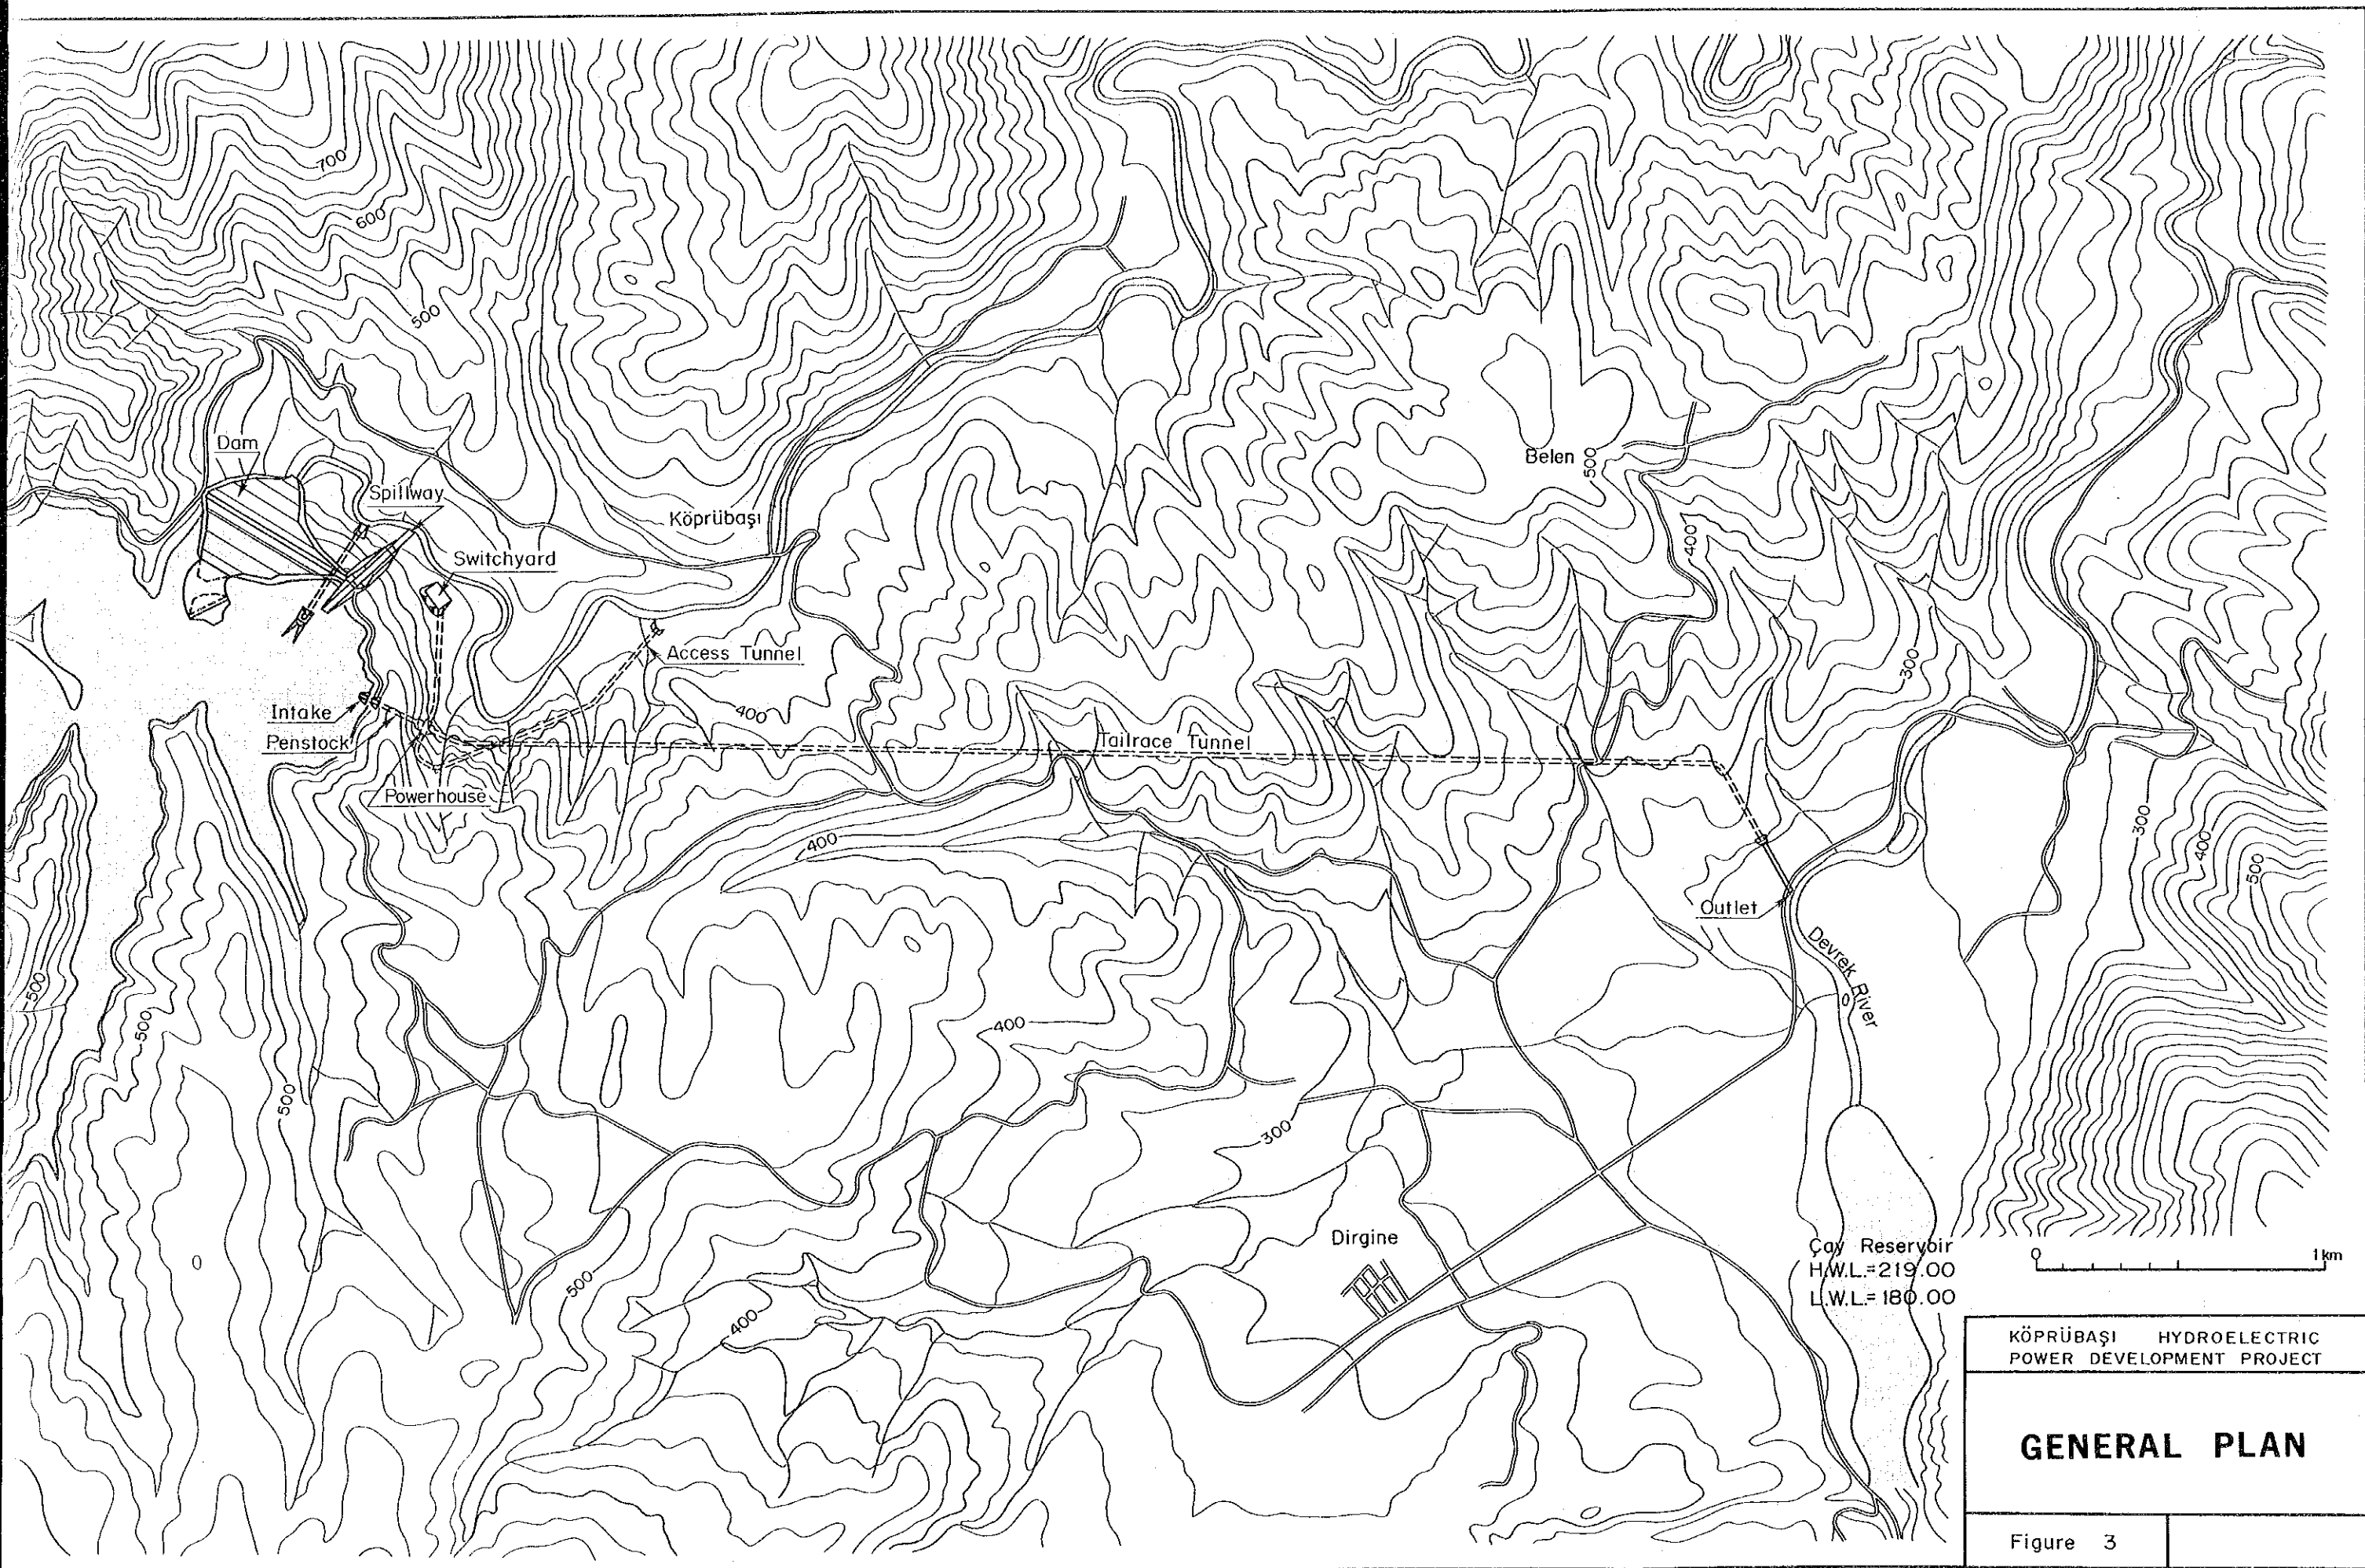 700
600
500
Dam
Spillway
Belen
500
Köprübaşı
400
Switchyard
Access Tunnel
300
Intake
400
Penstock
Tailrace Tunnel
Powerhouse
300
400
400
500
Outlet
Devrek River
500
500
400
500
300
Dirgine
500
400
Çay Reservoir
H.W.L.=219.00
L.W.L.=180.00
0 1km
KÖPRÜBAŞI HYDROELECTRIC
POWER DEVELOPMENT PROJECT
GENERAL PLAN
Figure 3